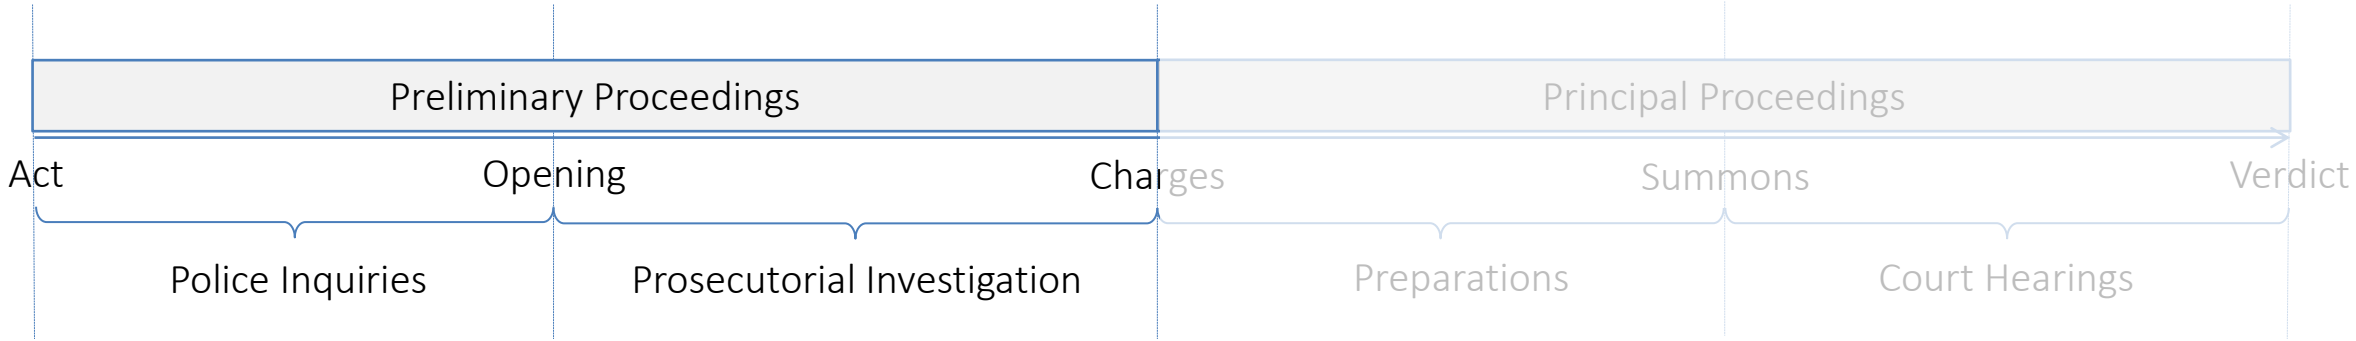 Preliminary Proceedings Principal Proceedings
Act Opening Charges Summons Verdict
Police Inquiries Prosecutorial Investigation Preparations Court Hearings